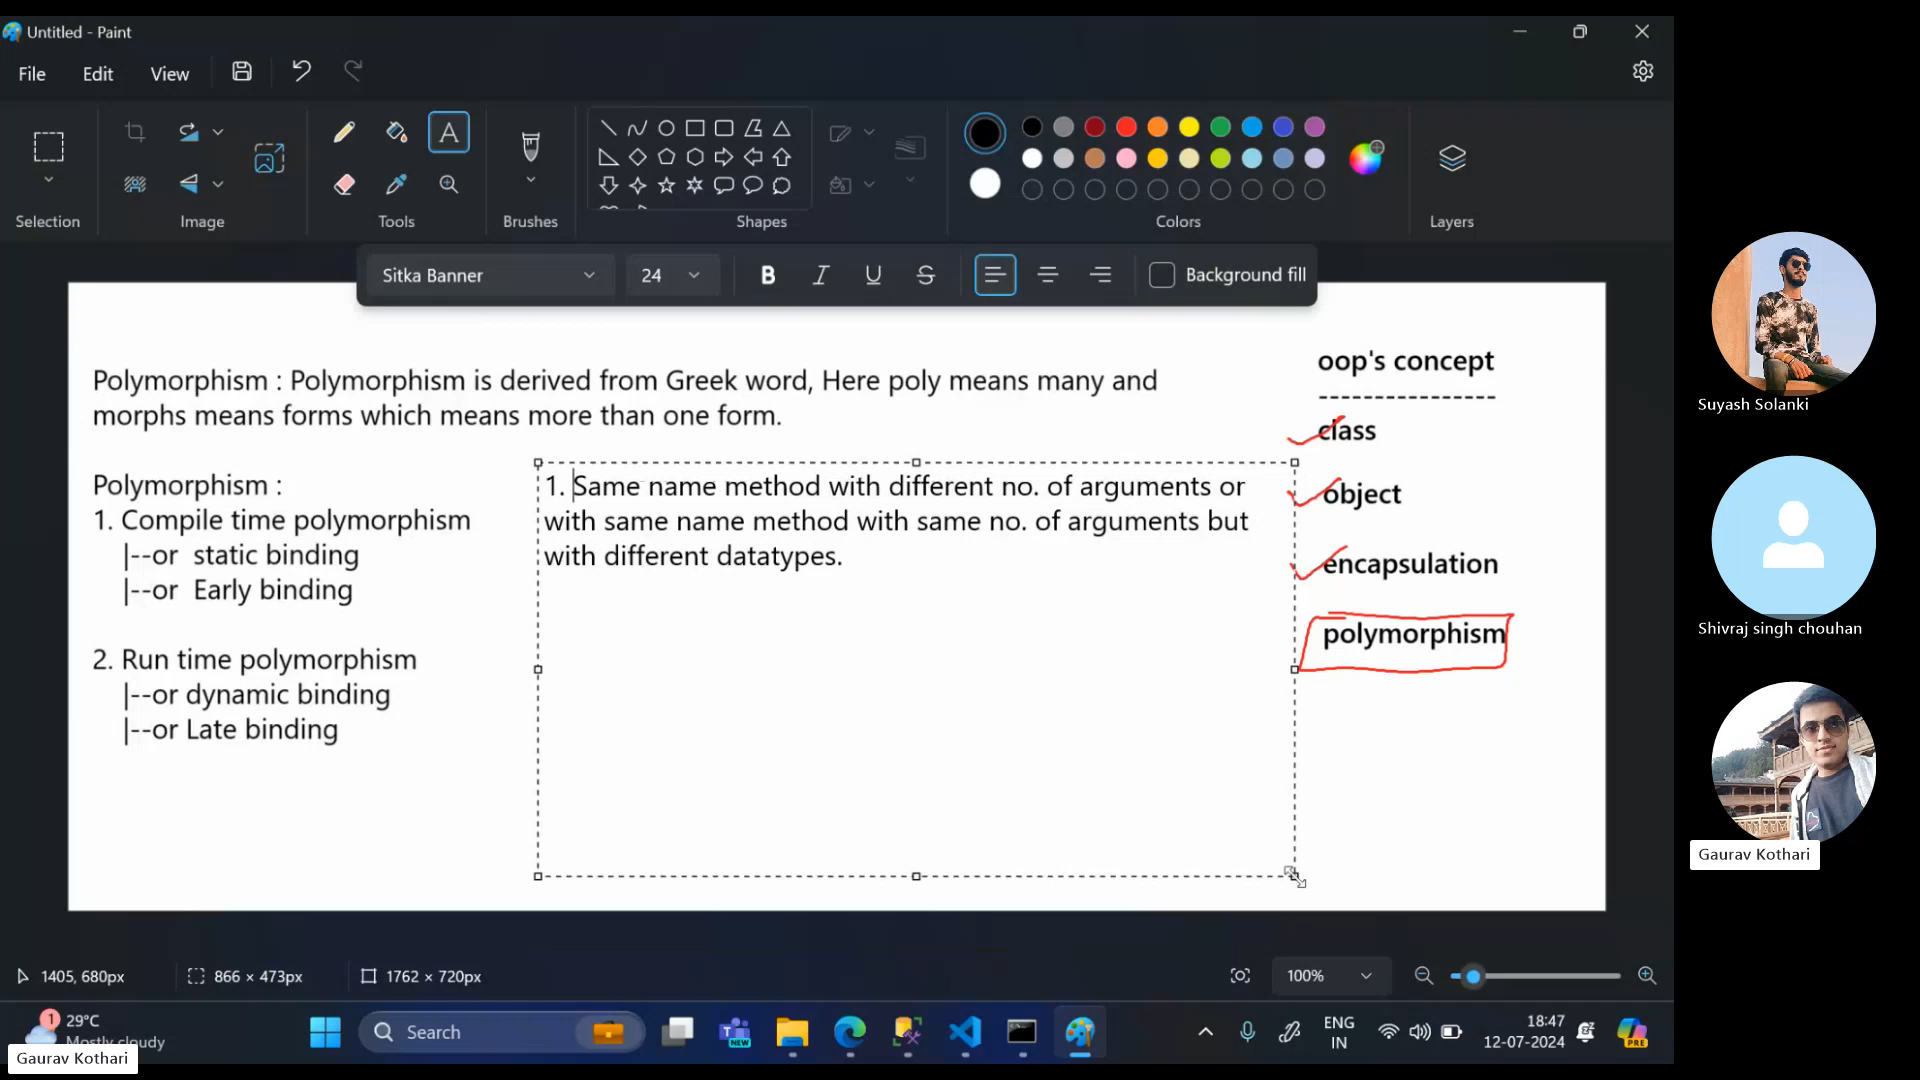 Untitled - Paint
File Edit View
Selection Image Tools Brushes Shapes Colors Layers
Sitka Banner 24 B I U S Background fill
Polymorphism : Polymorphism is derived from Greek word, Here poly means many and
morphs means forms which means more than one form.
Polymorphism :
1. Compile time polymorphism
|--or  static binding
|--or  Early binding
2. Run time polymorphism
|--or dynamic binding
|--or Late binding
1. Same name method with different no. of arguments or
with same name method with same no. of arguments but
with different datatypes.
oop's concept
---------------
class
object
encapsulation
polymorphism
Suyash Solanki
Shivraj singh chouhan
Gaurav Kothari
1405, 680px 866 × 473px 1762 × 720px 100%
1 29°C
Mostly cloudy
Search
NEW
ENG
IN
18:47
12-07-2024
PRE
Gaurav Kothari